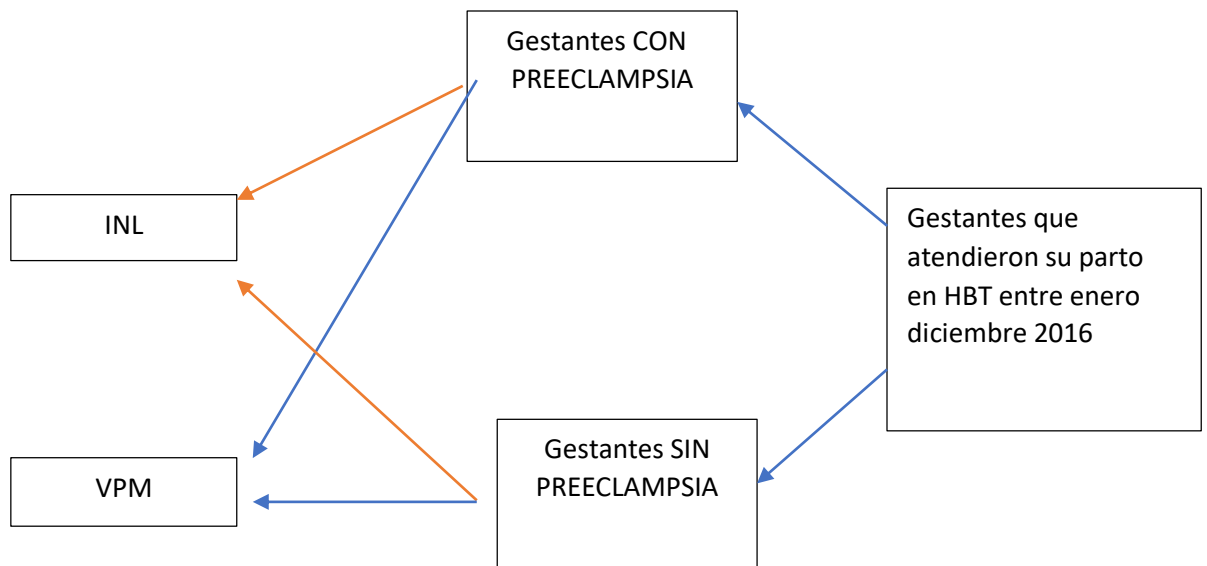 Gestantes CON
PREECLAMPSIA
INL
Gestantes que
atendieron su parto
en HBT entre enero
diciembre 2016
Gestantes SIN
PREECLAMPSIA
VPM